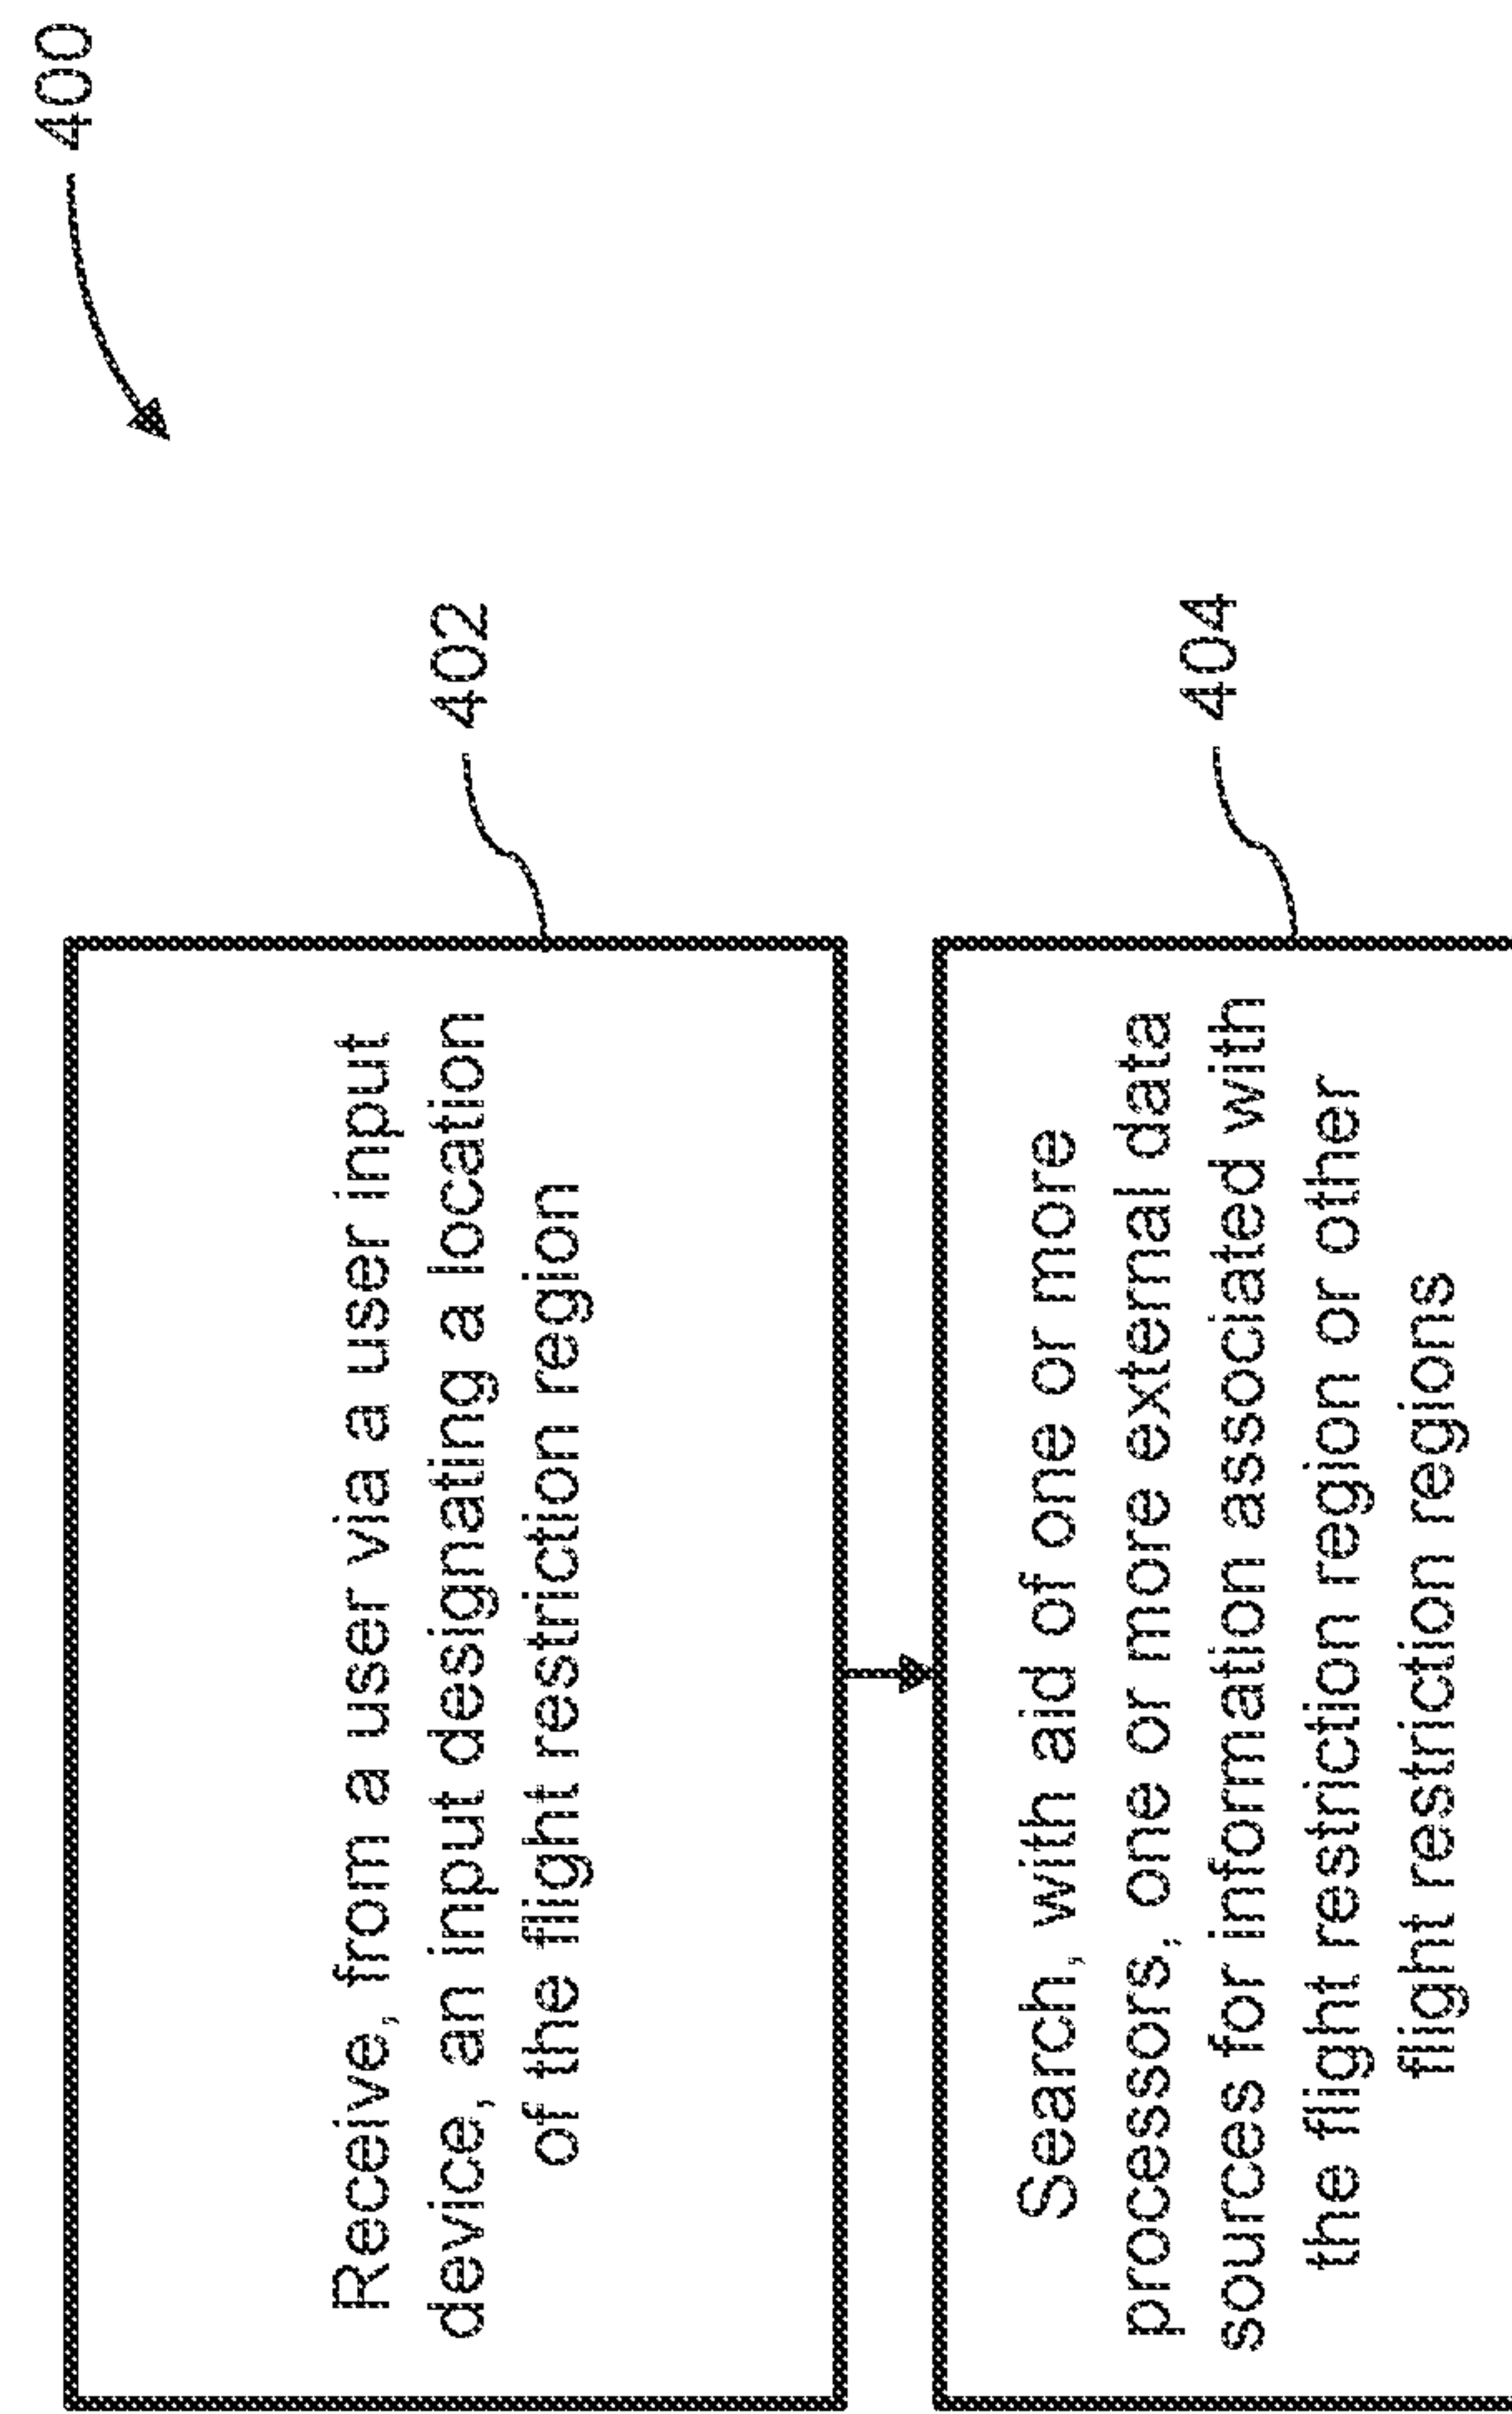 400
Receive, from a user via a user input
device, an input designating a location
of the flight restriction region
402
Search, with aid of one or more
processors, one or more external data
sources for information associated with
the flight restriction region or other
flight restriction regions
404